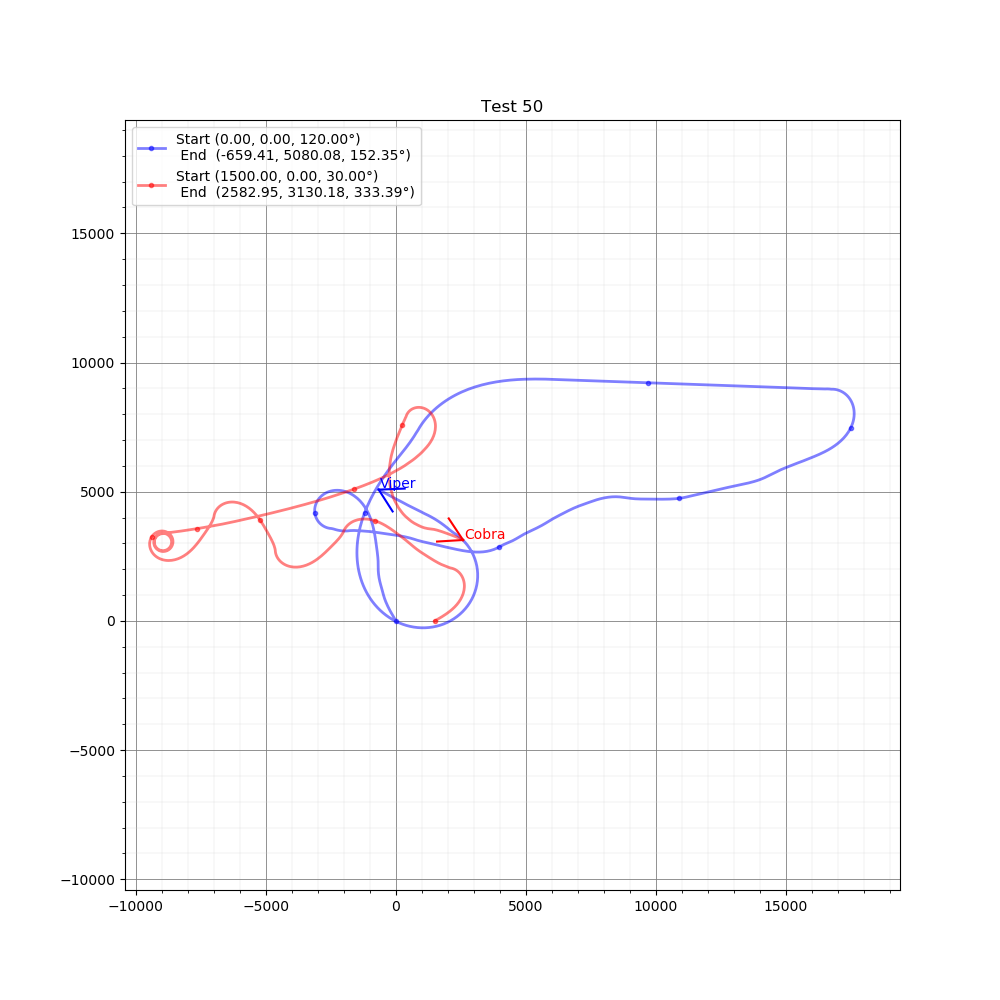 Test 50
Start (0.00, 0.00, 120.00°)
End (-659.41, 5080.08, 152.35°)
Start (1500.00, 0.00, 30.00°)
End (2582.95, 3130.18, 333.39°)
15000
10000
5000
0
−5000
−10000
Viper
Cobra
−10000 −5000 0 5000 10000 15000